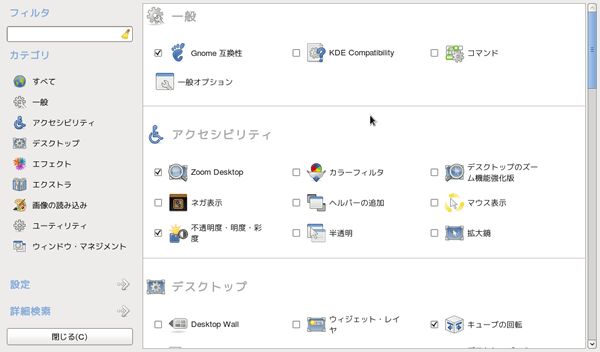 フィルタ
カテゴリ
すべて
一般
アクセシビリティ
デスクトップ
エフェクト
エクストラ
画像の読み込み
ユーティリティ
ウィンドウ・マネジメント
設定
詳細検索
閉じる(C)
一般
Gnome 互換性
KDE Compatibility
コマンド
一般オプション
アクセシビリティ
Zoom Desktop
カラーフィルタ
デスクトップのズー
ム機能強化版
ネガ表示
ヘルパーの追加
マウス表示
不透明度・明度・彩
度
半透明
拡大鏡
デスクトップ
Desktop Wall
ウィジェット・レイ
ヤ
キューブの回転